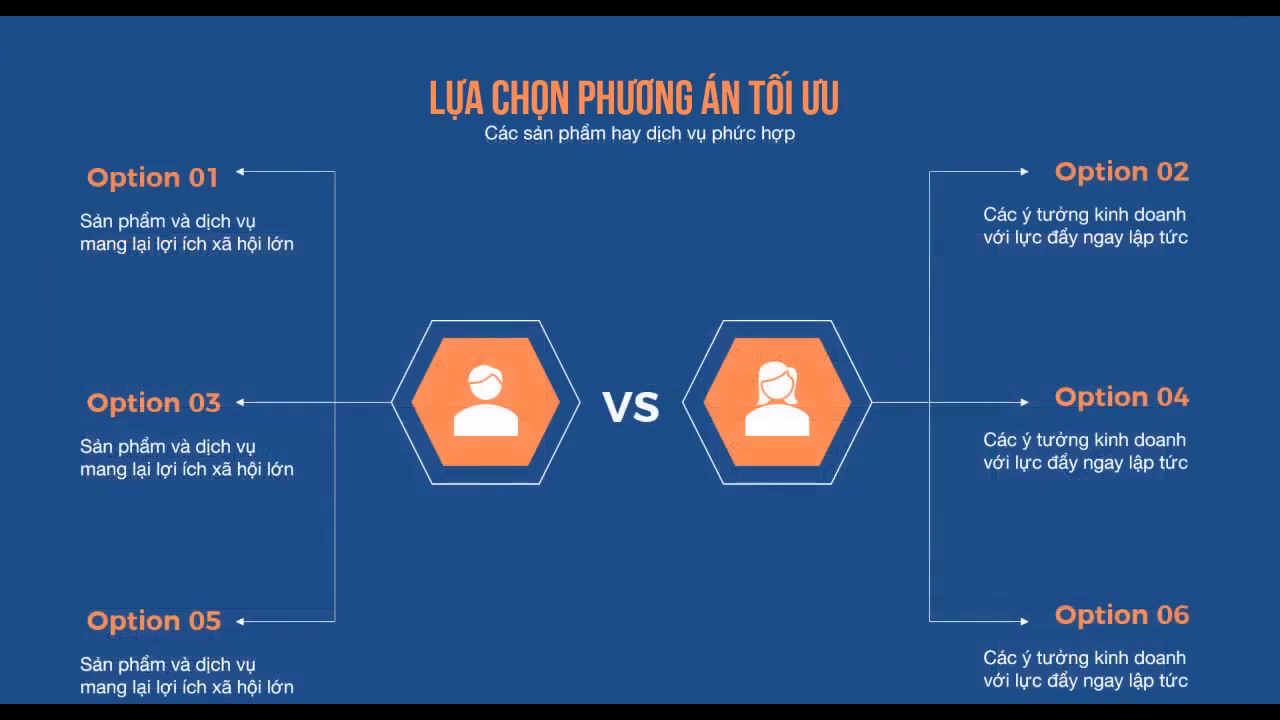 LỰA CHỌN PHƯƠNG ÁN TỐI ƯU
Các sản phẩm hay dịch vụ phức hợp
Option 01
Sản phẩm và dịch vụ
mang lại lợi ích xã hội lớn
Option 02
Các ý tưởng kinh doanh
với lực đẩy ngay lập tức
Option 03
Sản phẩm và dịch vụ
mang lại lợi ích xã hội lớn
VS
Option 04
Các ý tưởng kinh doanh
với lực đẩy ngay lập tức
Option 05
Sản phẩm và dịch vụ
mang lại lợi ích xã hội lớn
Option 06
Các ý tưởng kinh doanh
với lực đẩy ngay lập tức